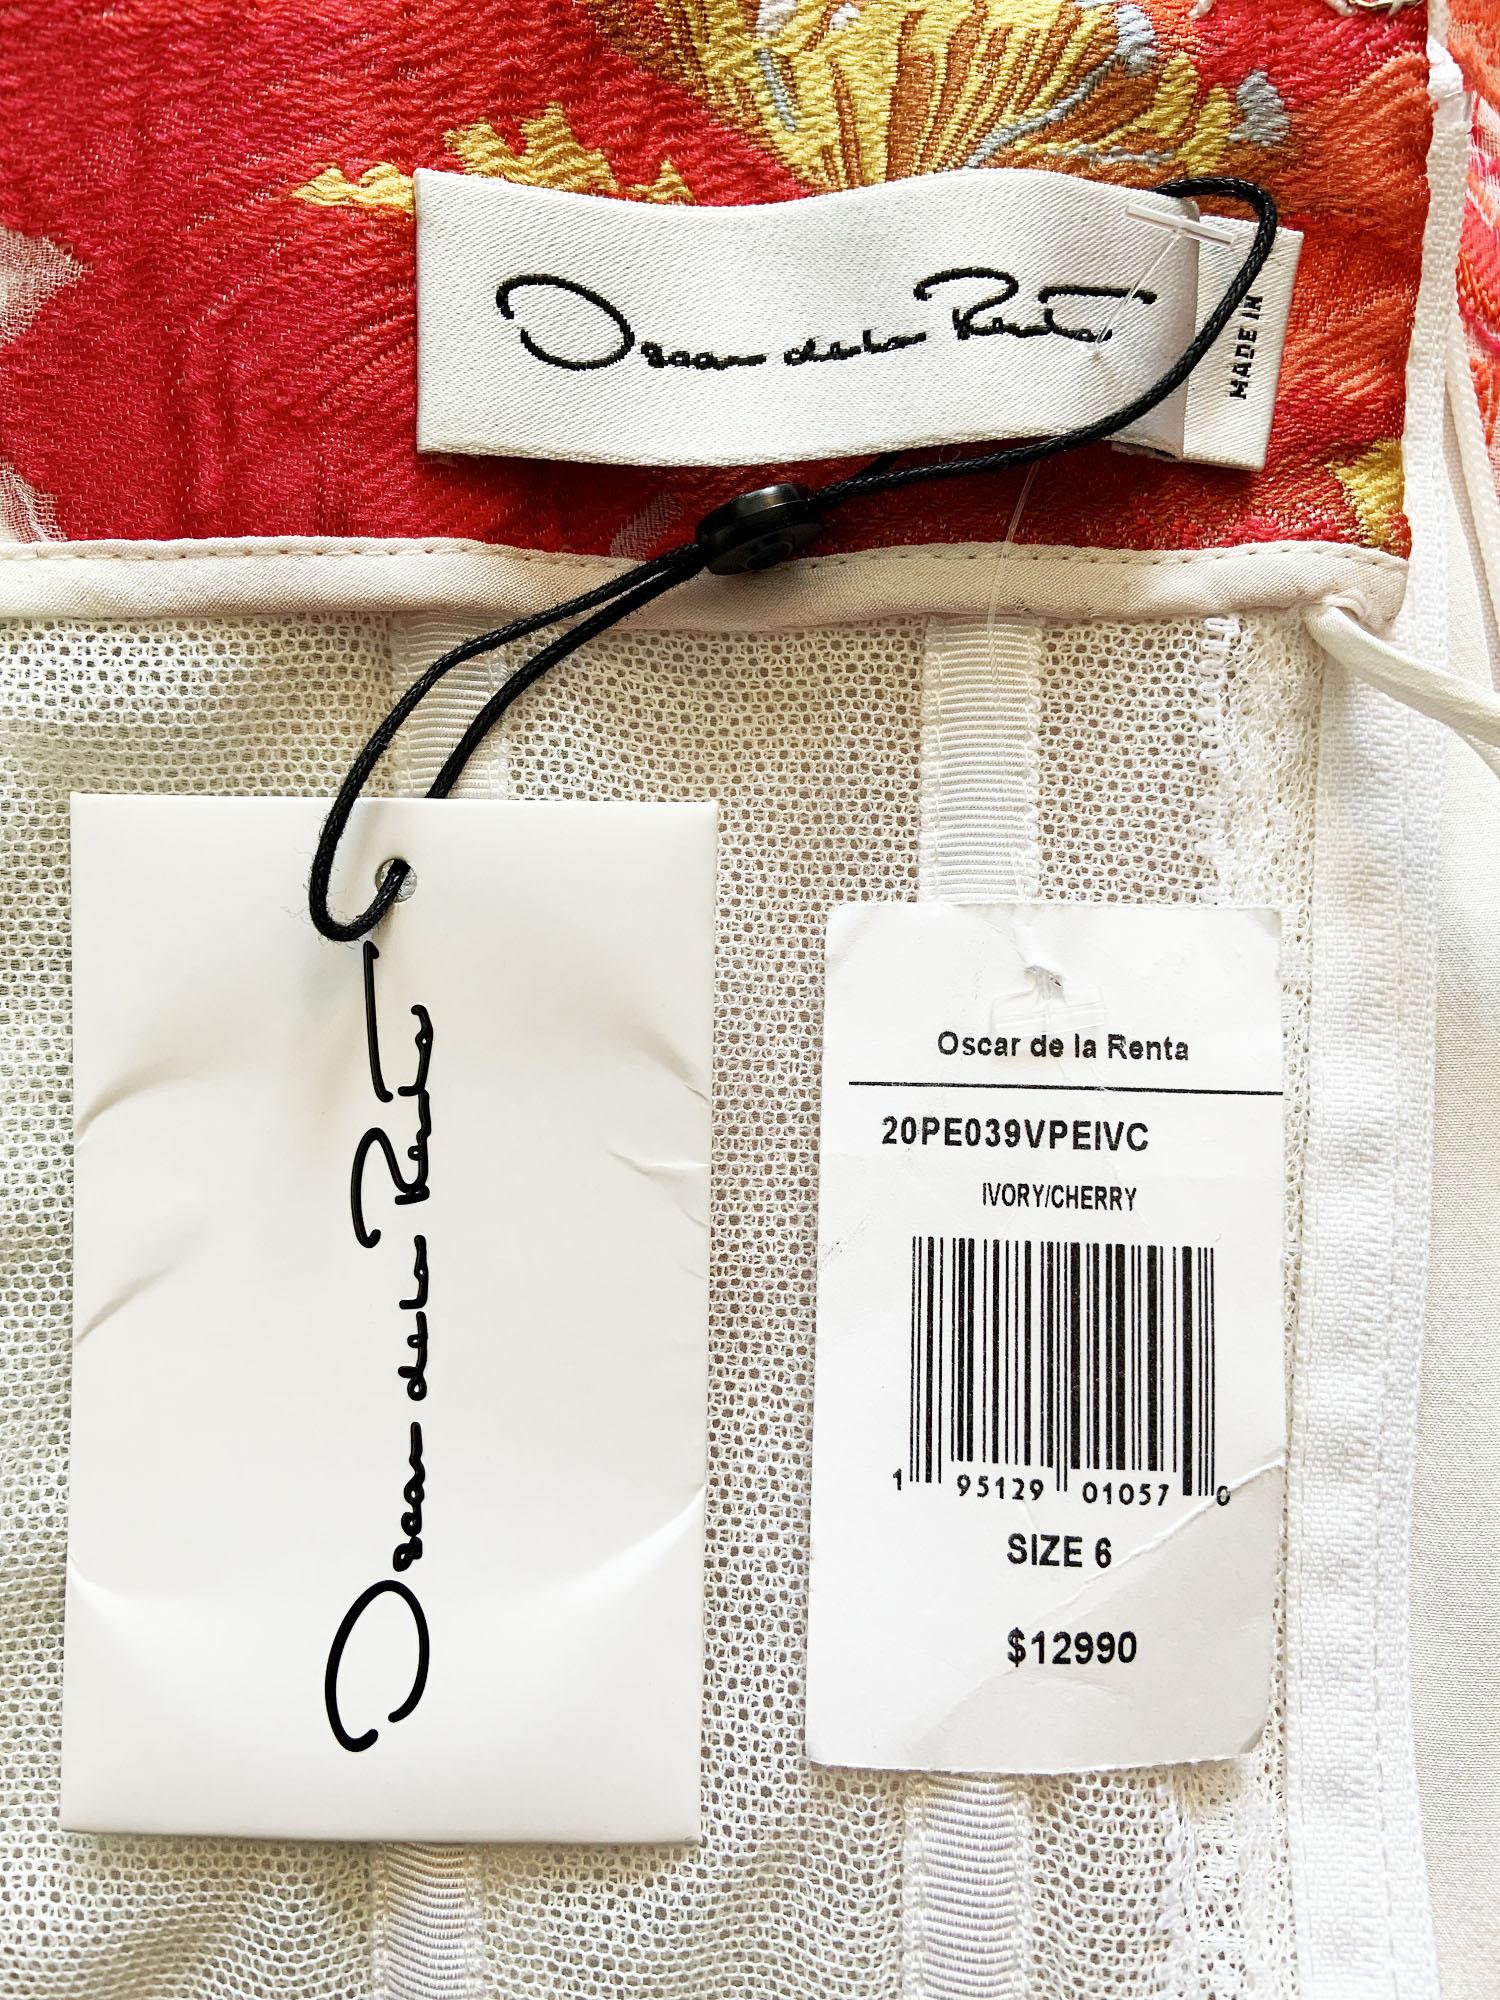 Oscar de la Renta
MADE IN
Oscar de la Renta
Oscar de la Renta
20PE039VPEIVC
IVORY/CHERRY
1 95129 01057 0
SIZE 6
$12990